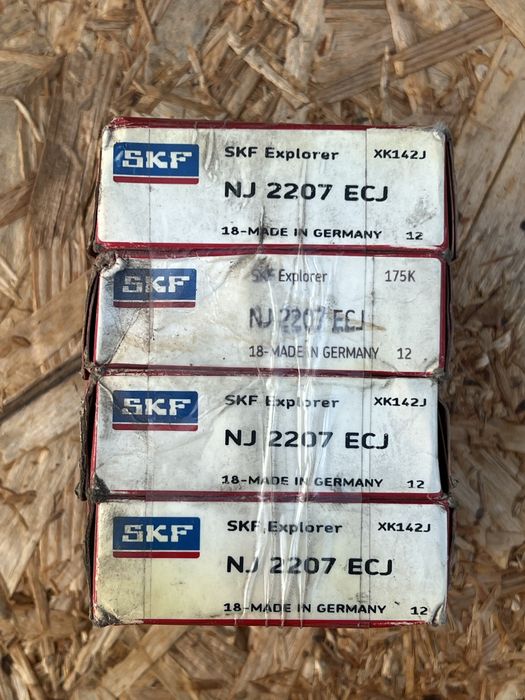 SKF SKF Explorer XK142J
NJ 2207 ECJ
18-MADE IN GERMANY 12
SKF SKF Explorer 175K
NJ 2207 ECJ
18-MADE IN GERMANY 12
SKF SKF Explorer XK142J
NJ 2207 ECJ
18-MADE IN GERMANY 12
SKF SKF Explorer XK142J
NJ 2207 ECJ
18-MADE IN GERMANY 12